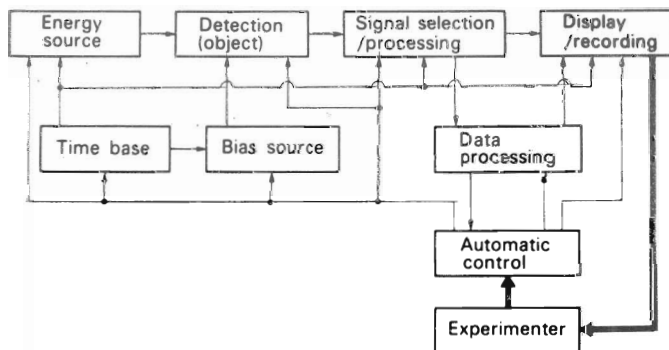 Energy
source
Detection
(object)
Signal selection
/processing
Display
/recording
Time base
Bias source
Data
processing
Automatic
control
Experimenter